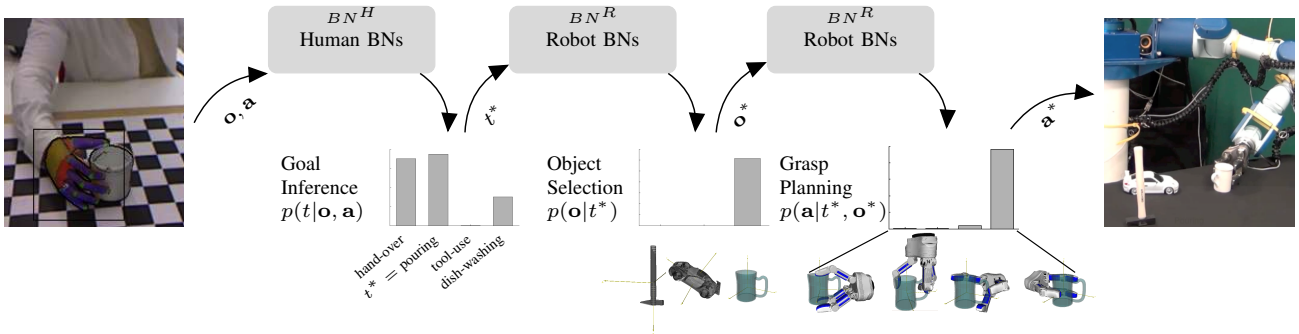 BN^H
Human BNs
BN^R
Robot BNs
BN^R
Robot BNs
o, a
t*
o*
a*
Goal
Inference
p(t|o, a)
Object
Selection
p(o|t*)
Grasp
Planning
p(a|t*, o*)
hand-over
t* = pouring
tool-use
dish-washing